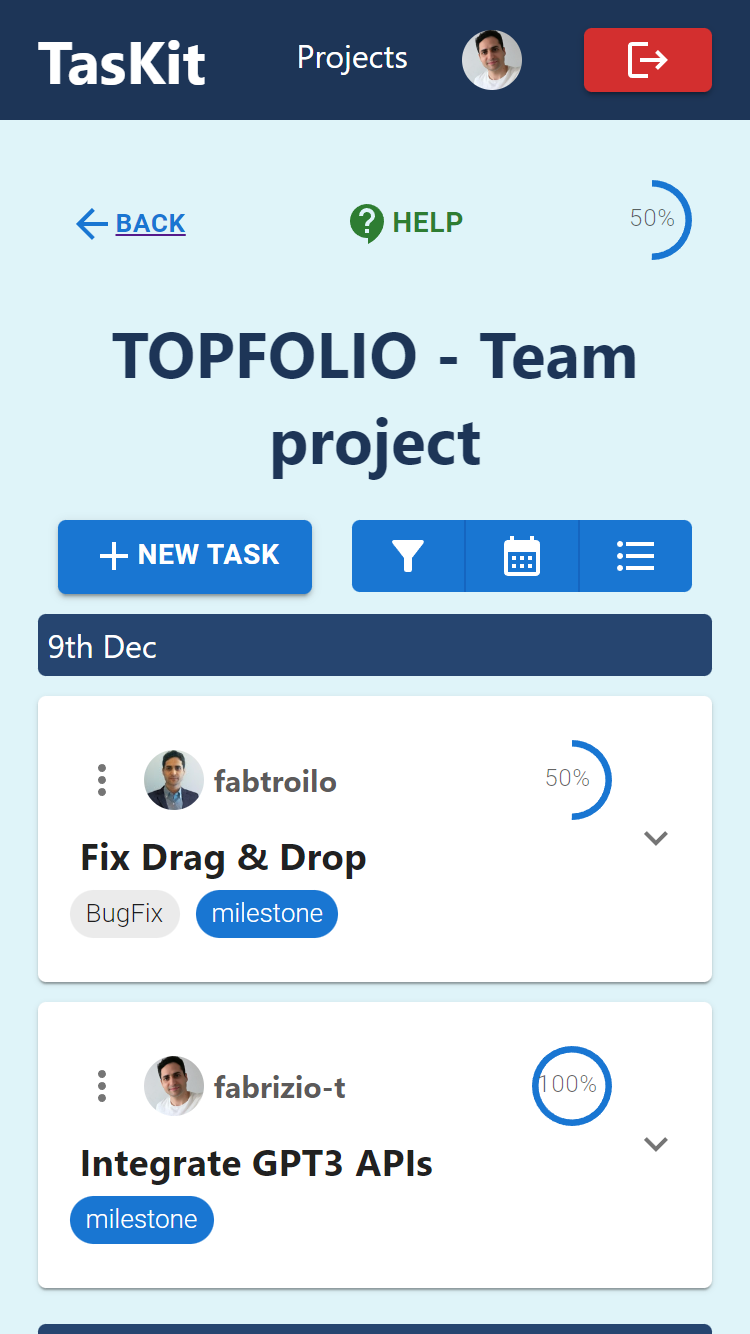 TasKit
Projects
BACK
HELP
50%
TOPFOLIO - Team
project
NEW TASK
9th Dec
fabtroilo
50%
Fix Drag & Drop
BugFix
milestone
fabrizio-t
100%
Integrate GPT3 APIs
milestone